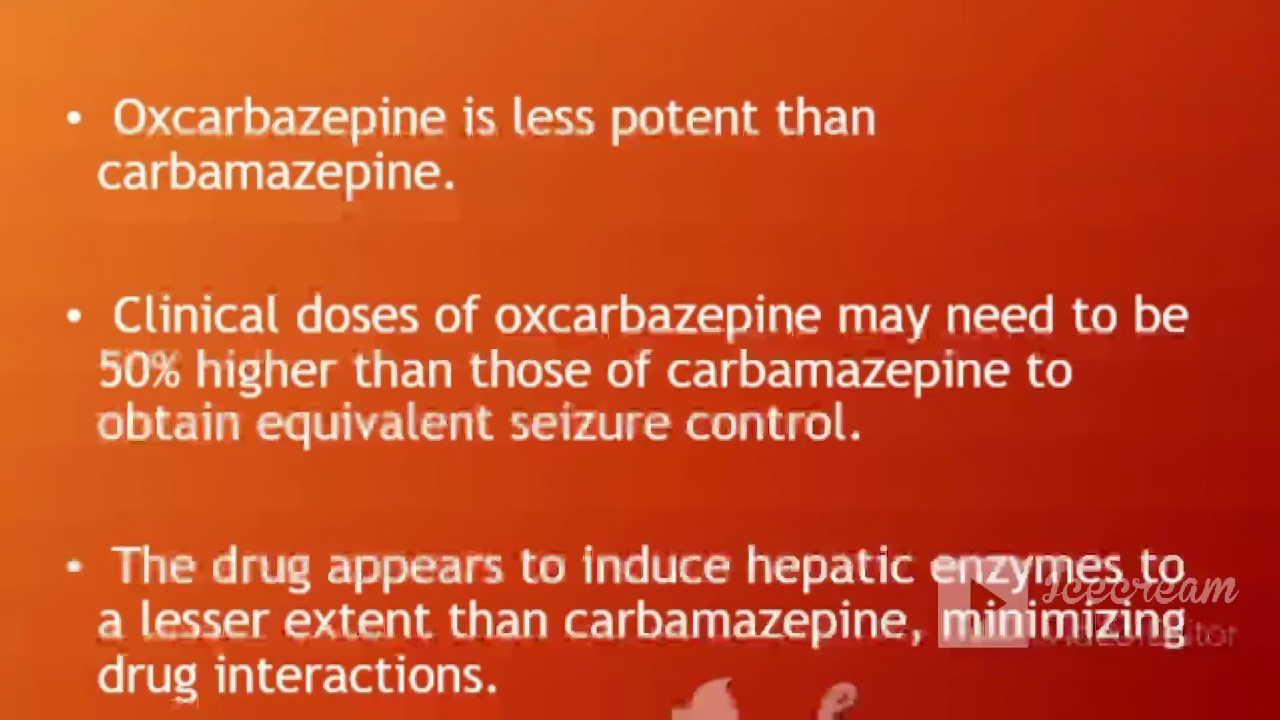 • Oxcarbazepine is less potent than
carbamazepine.
• Clinical doses of oxcarbazepine may need to be
50% higher than those of carbamazepine to
obtain equivalent seizure control.
• The drug appears to induce hepatic enzymes to
a lesser extent than carbamazepine, minimizing
drug interactions.
Icecream